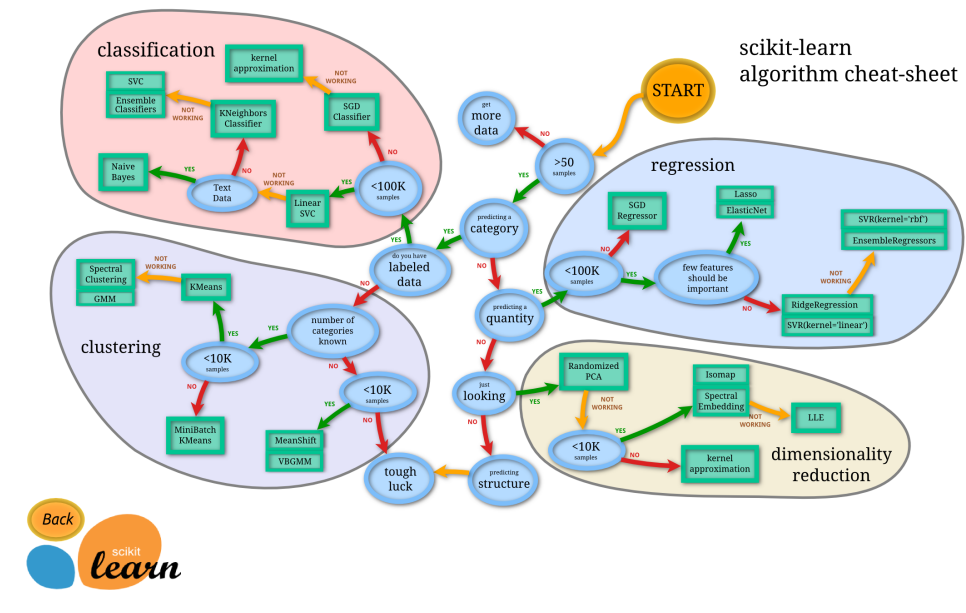 scikit-learn
algorithm cheat-sheet
START
classification
kernel
approximation
NOT
WORKING
SVC
Ensemble
Classifiers
NOT
WORKING
KNeighbors
Classifier
SGD
Classifier
NO
NO
Naive
Bayes
YES
Text
Data
NOT
WORKING
Linear
SVC
YES
<100K
samples
YES
get
more
data
NO
>50
samples
YES
predicting a
category
YES
NO
do you have
labeled
data
NO
predicting a
quantity
YES
NO
just
looking
YES
NO
predicting
structure
tough
luck
regression
SGD
Regressor
NO
<100K
samples
YES
Lasso
ElasticNet
YES
few features
should be
important
NO
SVR(kernel='rbf')
EnsembleRegressors
NOT
WORKING
RidgeRegression
SVR(kernel='linear')
clustering
Spectral
Clustering
GMM
NOT
WORKING
KMeans
YES
<10K
samples
YES
number of
categories
known
NO
NO
MiniBatch
KMeans
<10K
samples
YES
NO
MeanShift
VBGMM
dimensionality
reduction
Randomized
PCA
NOT
WORKING
<10K
samples
YES
NO
Isomap
Spectral
Embedding
NOT
WORKING
LLE
kernel
approximation
Back
scikit
learn